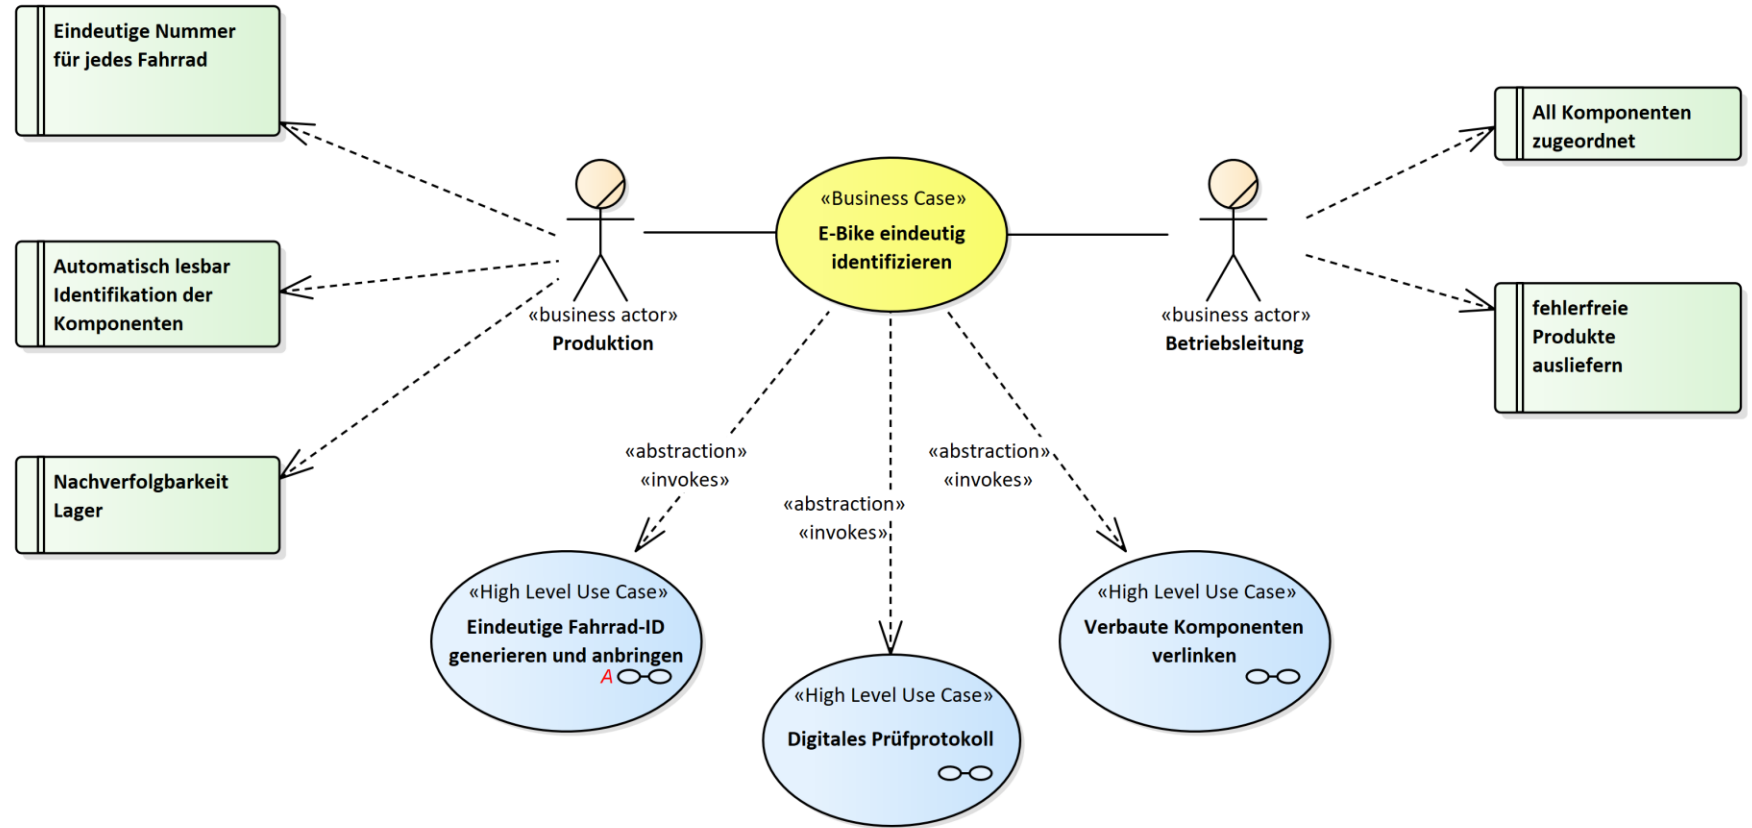 Eindeutige Nummer
für jedes Fahrrad
Automatisch lesbar
Identifikation der
Komponenten
Nachverfolgbarkeit
Lager
«business actor»
Produktion
«Business Case»
E-Bike eindeutig
identifizieren
«business actor»
Betriebsleitung
All Komponenten
zugeordnet
fehlerfreie
Produkte
ausliefern
«abstraction»
«invokes»
«abstraction»
«invokes»
«abstraction»
«invokes»
«High Level Use Case»
Eindeutige Fahrrad-ID
generieren und anbringen
A
«High Level Use Case»
Digitales Prüfprotokoll
«High Level Use Case»
Verbaute Komponenten
verlinken